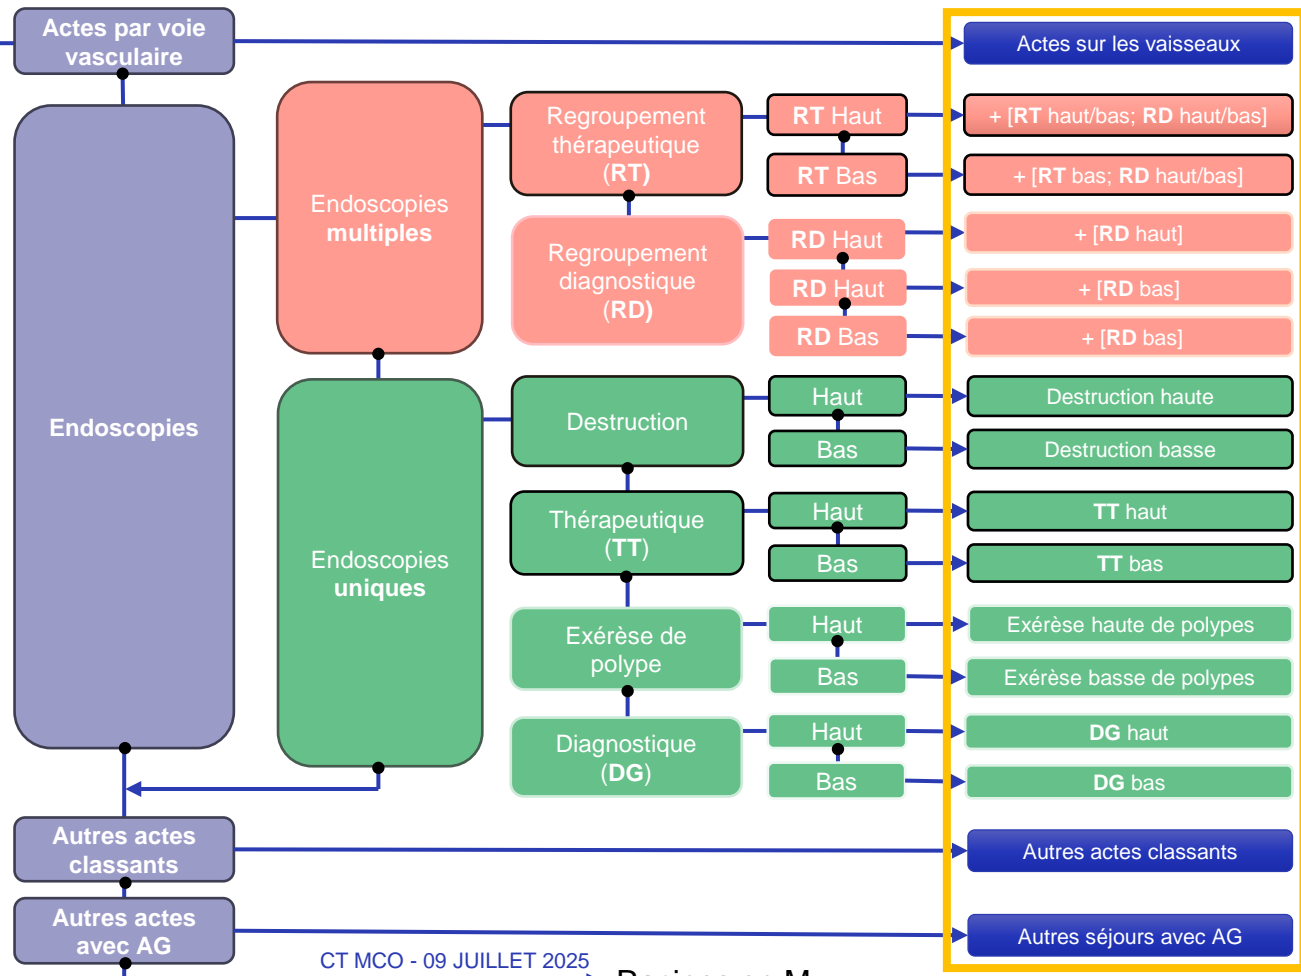 Actes par voie
vasculaire
Actes sur les vaisseaux
Endoscopies
Endoscopies
multiples
Regroupement
thérapeutique
(RT)
RT Haut
+ [RT haut/bas; RD haut/bas]
RT Bas
+ [RT bas; RD haut/bas]
Regroupement
diagnostique
(RD)
RD Haut
+ [RD haut]
RD Haut
+ [RD bas]
RD Bas
+ [RD bas]
Endoscopies
uniques
Destruction
Haut
Destruction haute
Bas
Destruction basse
Thérapeutique
(TT)
Haut
TT haut
Bas
TT bas
Exérèse de
polype
Haut
Exérèse haute de polypes
Bas
Exérèse basse de polypes
Diagnostique
(DG)
Haut
DG haut
Bas
DG bas
Autres actes
classants
Autres actes classants
Autres actes
avec AG
Autres séjours avec AG
CT MCO - 09 JUILLET 2025